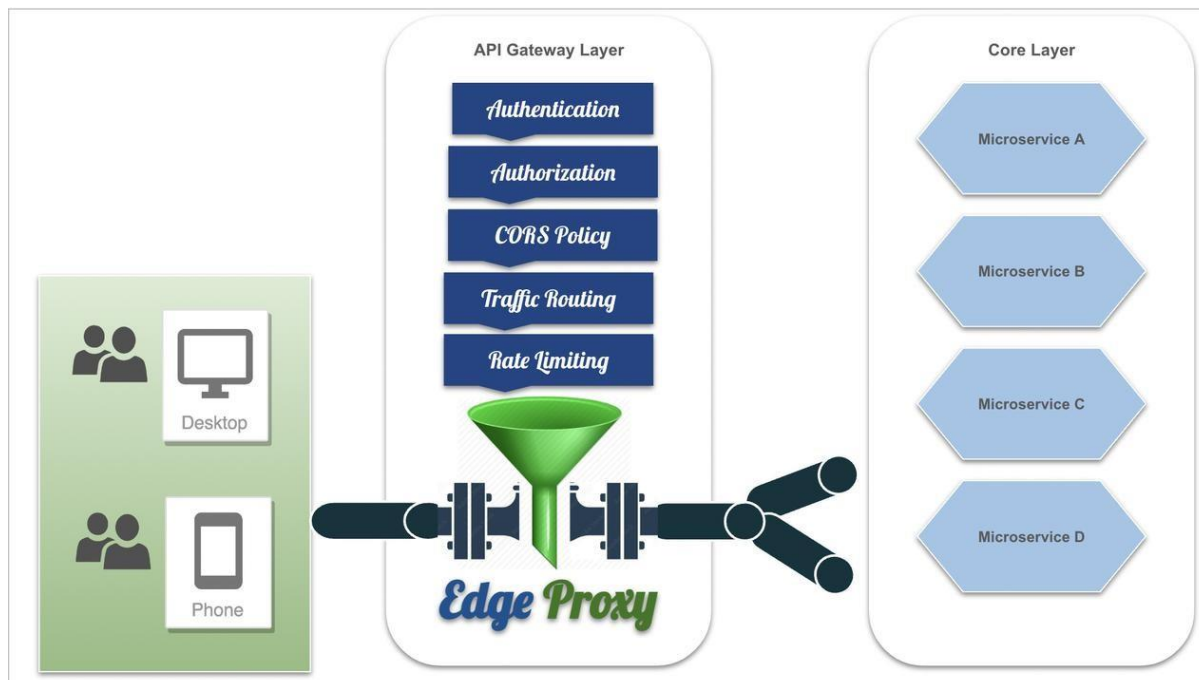 API Gateway Layer
Authentication
Authorization
CORS Policy
Traffic Routing
Rate Limiting
Edge Proxy
Desktop
Phone
Core Layer
Microservice A
Microservice B
Microservice C
Microservice D